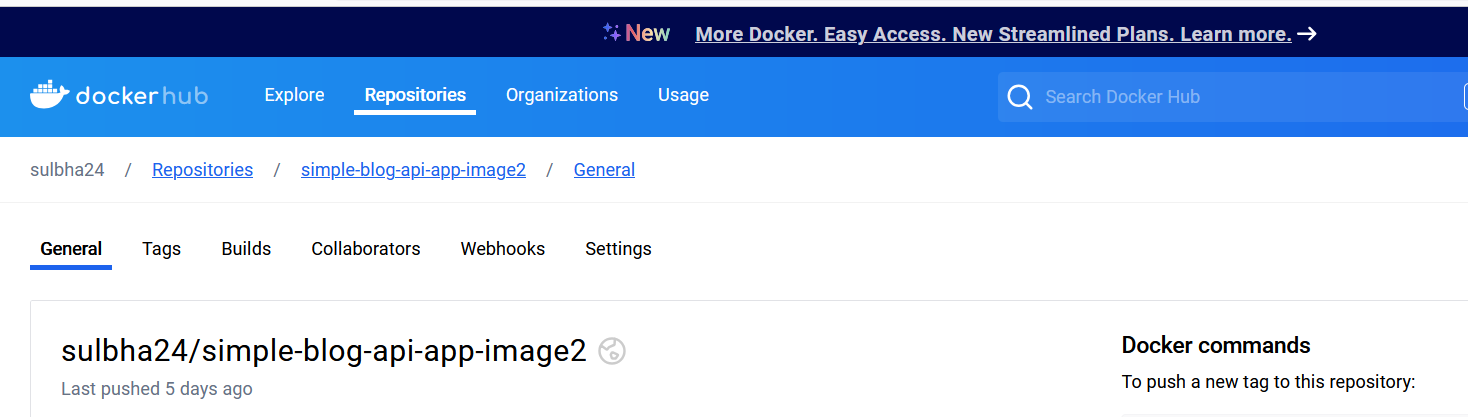 New More Docker. Easy Access. New Streamlined Plans. Learn more. →
dockerhub Explore Repositories Organizations Usage Search Docker Hub
sulbha24 / Repositories / simple-blog-api-app-image2 / General
General Tags Builds Collaborators Webhooks Settings
sulbha24/simple-blog-api-app-image2
Last pushed 5 days ago
Docker commands
To push a new tag to this repository: